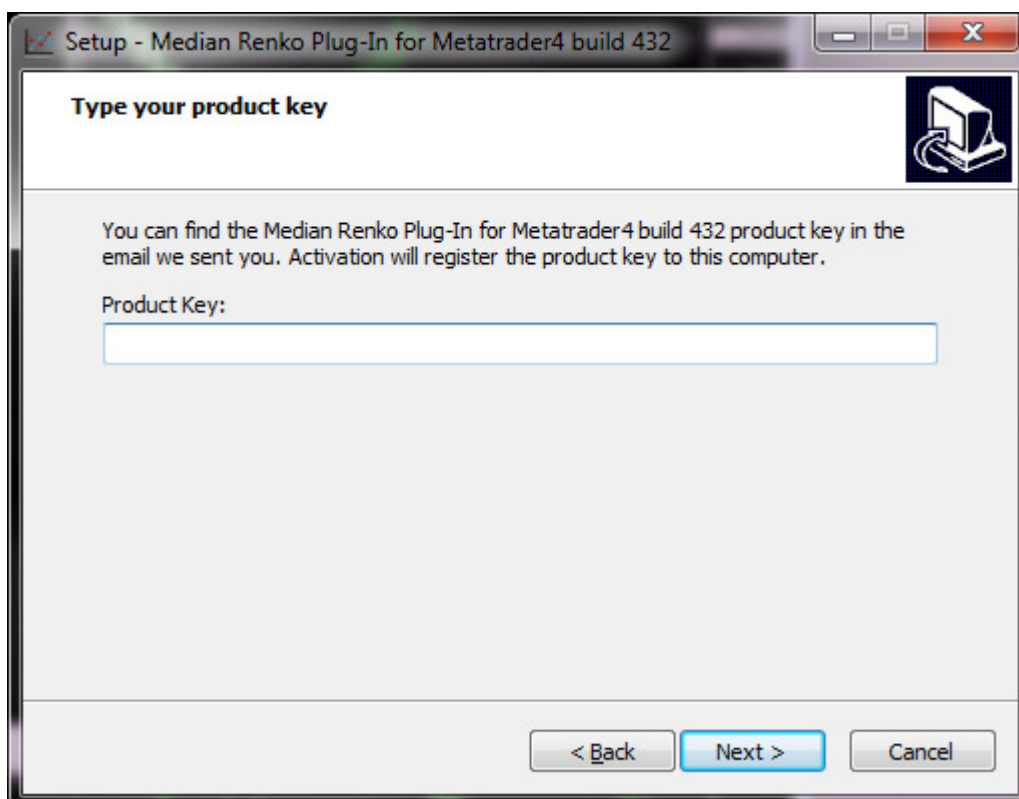 Setup - Median Renko Plug-In for Metatrader4 build 432
Type your product key
You can find the Median Renko Plug-In for Metatrader4 build 432 product key in the
email we sent you. Activation will register the product key to this computer.
Product Key:
< Back
Next >
Cancel